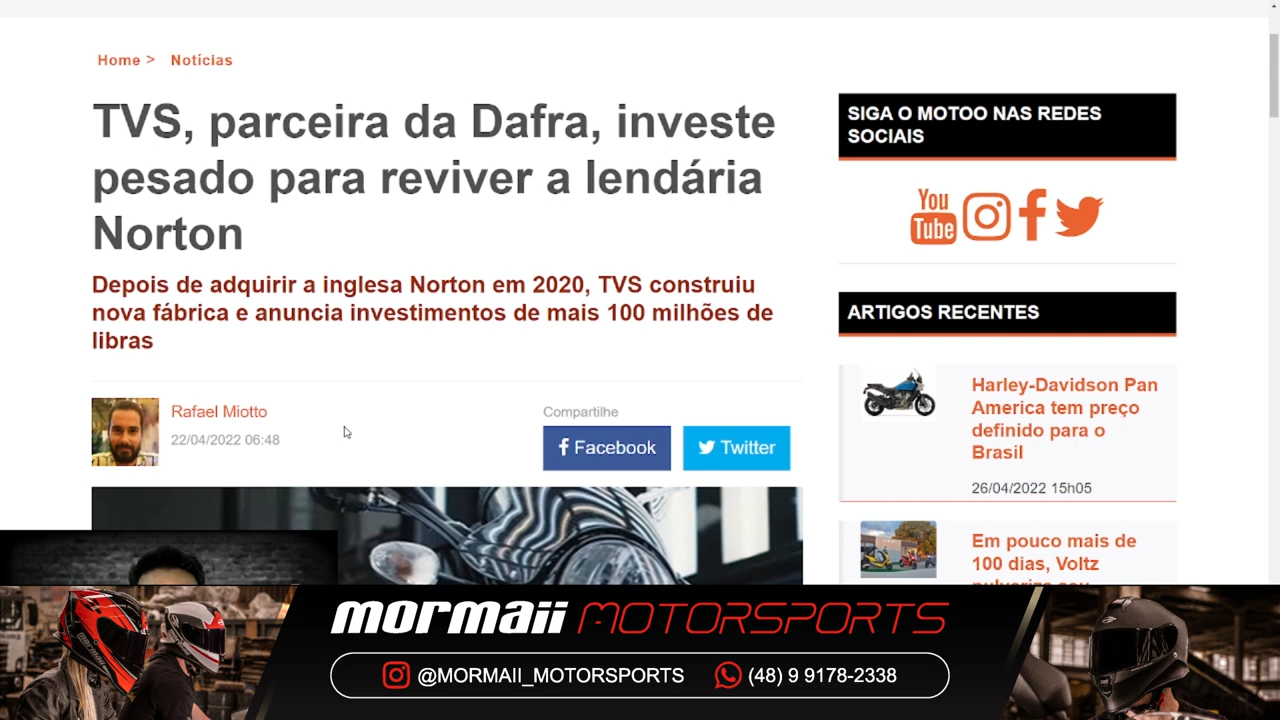 Home > Notícias
TVS, parceira da Dafra, investe
pesado para reviver a lendária
Norton
Depois de adquirir a inglesa Norton em 2020, TVS construiu
nova fábrica e anuncia investimentos de mais 100 milhões de
libras
Rafael Miotto
22/04/2022 06:48
Compartilhe
Facebook
Twitter
SIGA O MOTOO NAS REDES
SOCIAIS
You
Tube
ARTIGOS RECENTES
Harley-Davidson Pan
America tem preço
definido para o
Brasil
26/04/2022 15h05
Em pouco mais de
100 dias, Voltz
mormaii MOTORSPORTS
@MORMAII_MOTORSPORTS (48) 9 9178-2338